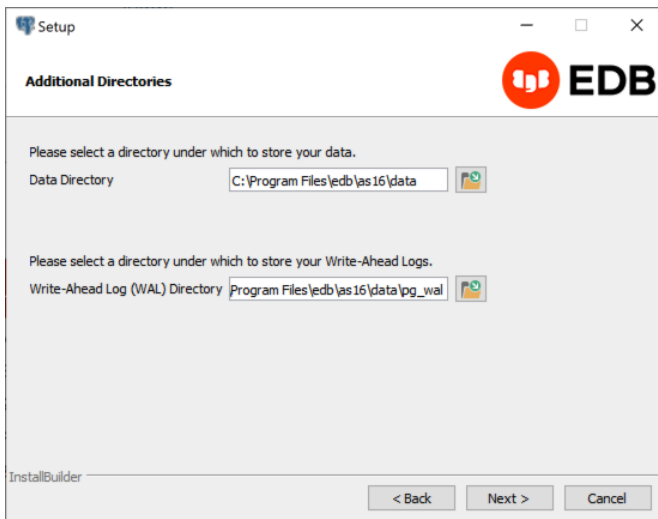 Setup
Additional Directories
EDB
Please select a directory under which to store your data.
Data Directory
C:\Program Files\edb\as16\data
Please select a directory under which to store your Write-Ahead Logs.
Write-Ahead Log (WAL) Directory
Program Files\edb\as16\data\pg_wal
InstallBuilder
< Back
Next >
Cancel